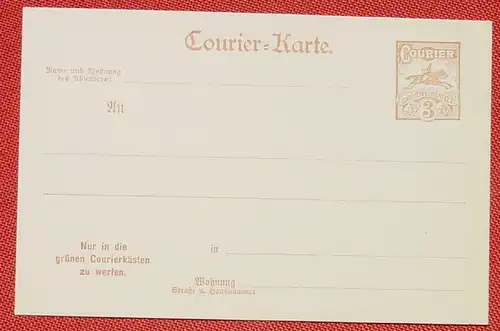 Courier-Karte.
COURIER
3
Name und Wohnung
des Absenders:
An
Nur in die
grünen Courierkästen
zu werfen.
in
Wohnung
Straße u. Hausnummer